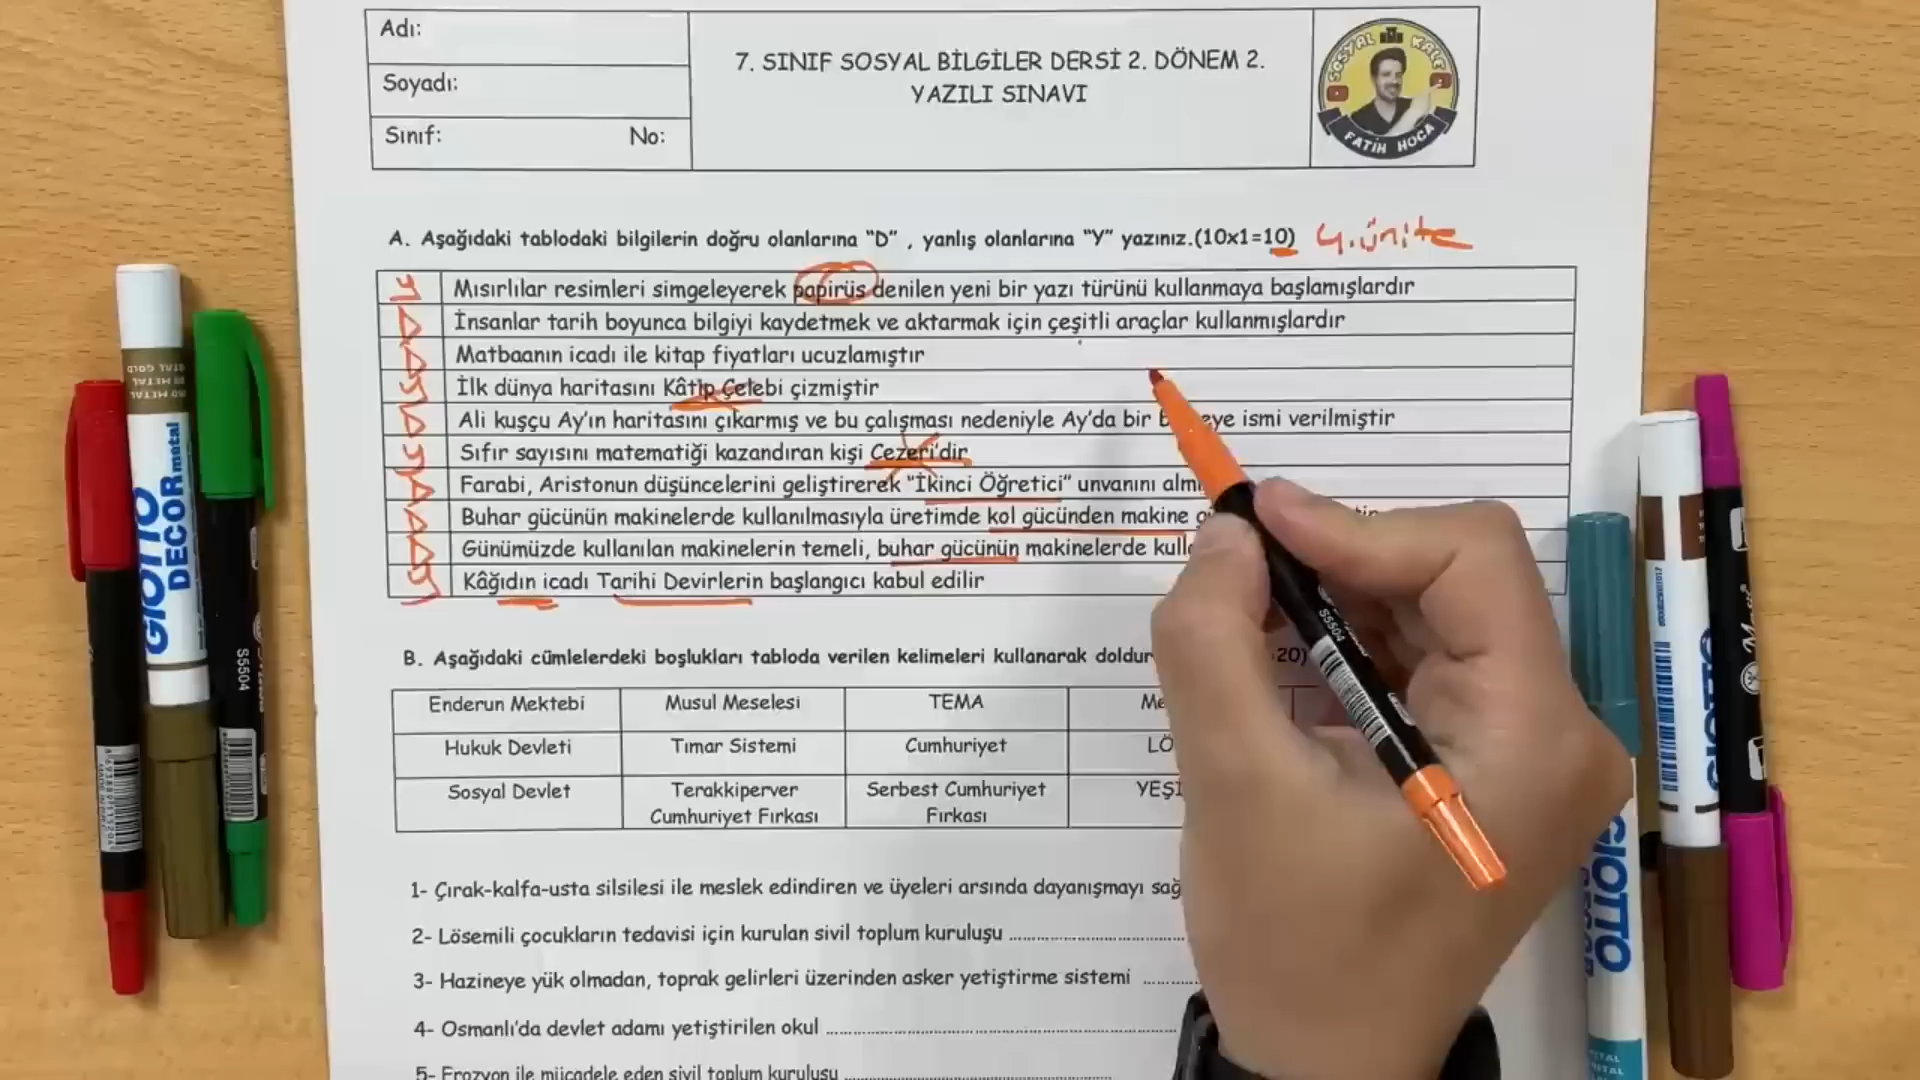 Adı:
Soyadı:
Sınıf: No:
7. SINIF SOSYAL BİLGİLER DERSİ 2. DÖNEM 2.
YAZILI SINAVI
SOSYAL KALE
FATİH HOCA
A. Aşağıdaki tablodaki bilgilerin doğru olanlarına “D” , yanlış olanlarına “Y” yazınız.(10x1=10) 4.ünite
Y Mısırlılar resimleri simgeleyerek papirüs denilen yeni bir yazı türünü kullanmaya başlamışlardır
D İnsanlar tarih boyunca bilgiyi kaydetmek ve aktarmak için çeşitli araçlar kullanmışlardır
D Matbaanın icadı ile kitap fiyatları ucuzlamıştır
Y İlk dünya haritasını Kâtip Çelebi çizmiştir
D Ali kuşçu Ay’ın haritasını çıkarmış ve bu çalışması nedeniyle Ay’da bir ismi verilmiştir
Y Sıfır sayısını matematiği kazandıran kişi Cezeri’dir
D Farabi, Aristonun düşüncelerini geliştirerek “İkinci Öğretici” unvanını
D Buhar gücünün makinelerde kullanılmasıyla üretimde kol gücünden makine
D Günümüzde kullanılan makinelerin temeli, buhar gücünün makinelerde
Y Kâğıdın icadı Tarihi Devirlerin başlangıcı kabul edilir
B. Aşağıdaki cümlelerdeki boşlukları tabloda verilen kelimeleri kullanarak 20)
Enderun Mektebi Musul Meselesi TEMA
Hukuk Devleti Tımar Sistemi Cumhuriyet
Sosyal Devlet Terakkiperver Cumhuriyet Fırkası Serbest Cumhuriyet Fırkası
1- Çırak-kalfa-usta silsilesi ile meslek edindiren ve üyeleri arsında dayanışmayı
2- Lösemili çocukların tedavisi için kurulan sivil toplum kuruluşu ..............................
3- Hazineye yük olmadan, toprak gelirleri üzerinden asker yetiştirme sistemi ..........
4- Osmanlı’da devlet adamı yetiştirilen okul ............................................................
5- Erozyon ile mücadele eden sivil toplum kuruluşu ..............................................
GIOTTO
DECOR metal
S5504
S5504
GIOTTO
GIOTTO